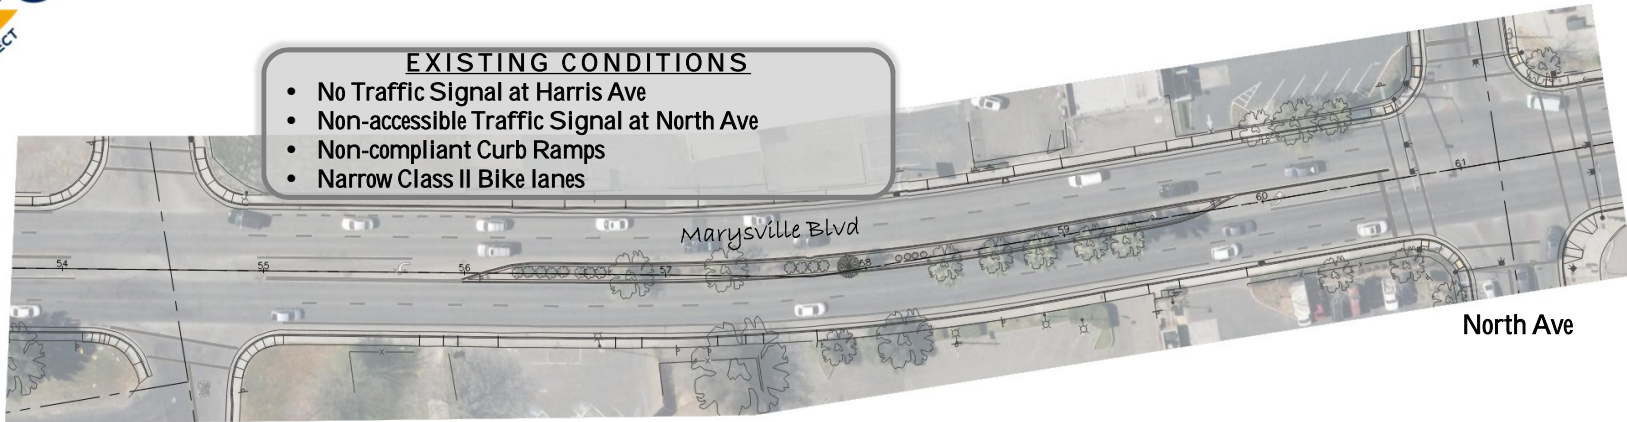 ECT
EXISTING CONDITIONS
• No Traffic Signal at Harris Ave
• Non-accessible Traffic Signal at North Ave
• Non-compliant Curb Ramps
• Narrow Class II Bike lanes
Marysville Blvd
54 55 56 57 58 59 60 61
North Ave